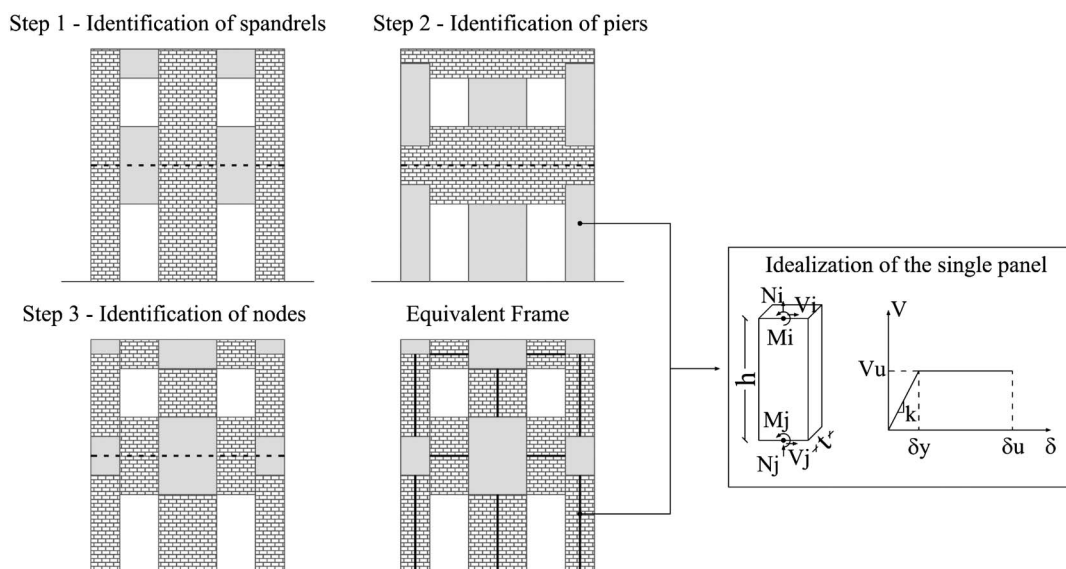 Step 1 - Identification of spandrels
Step 2 - Identification of piers
Step 3 - Identification of nodes
Equivalent Frame
Idealization of the single panel
Ni
Vi
Mi
h
Mj
Nj
Vj
t
V
Vu
k
δy
δu
δ